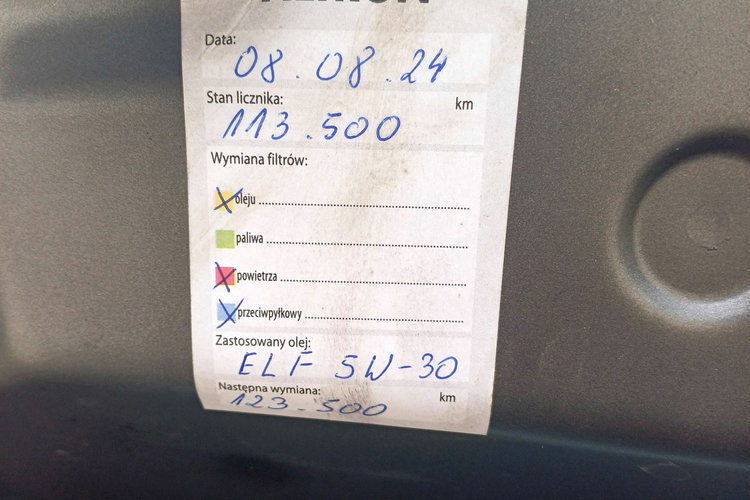 Data:
08.08.24
Stan licznika:
km
113.500
Wymiana filtrów:
oleju
paliwa
powietrza
przeciwpyłkowy
Zastosowany olej:
ELF 5W-30
Następna wymiana:
km
123.500